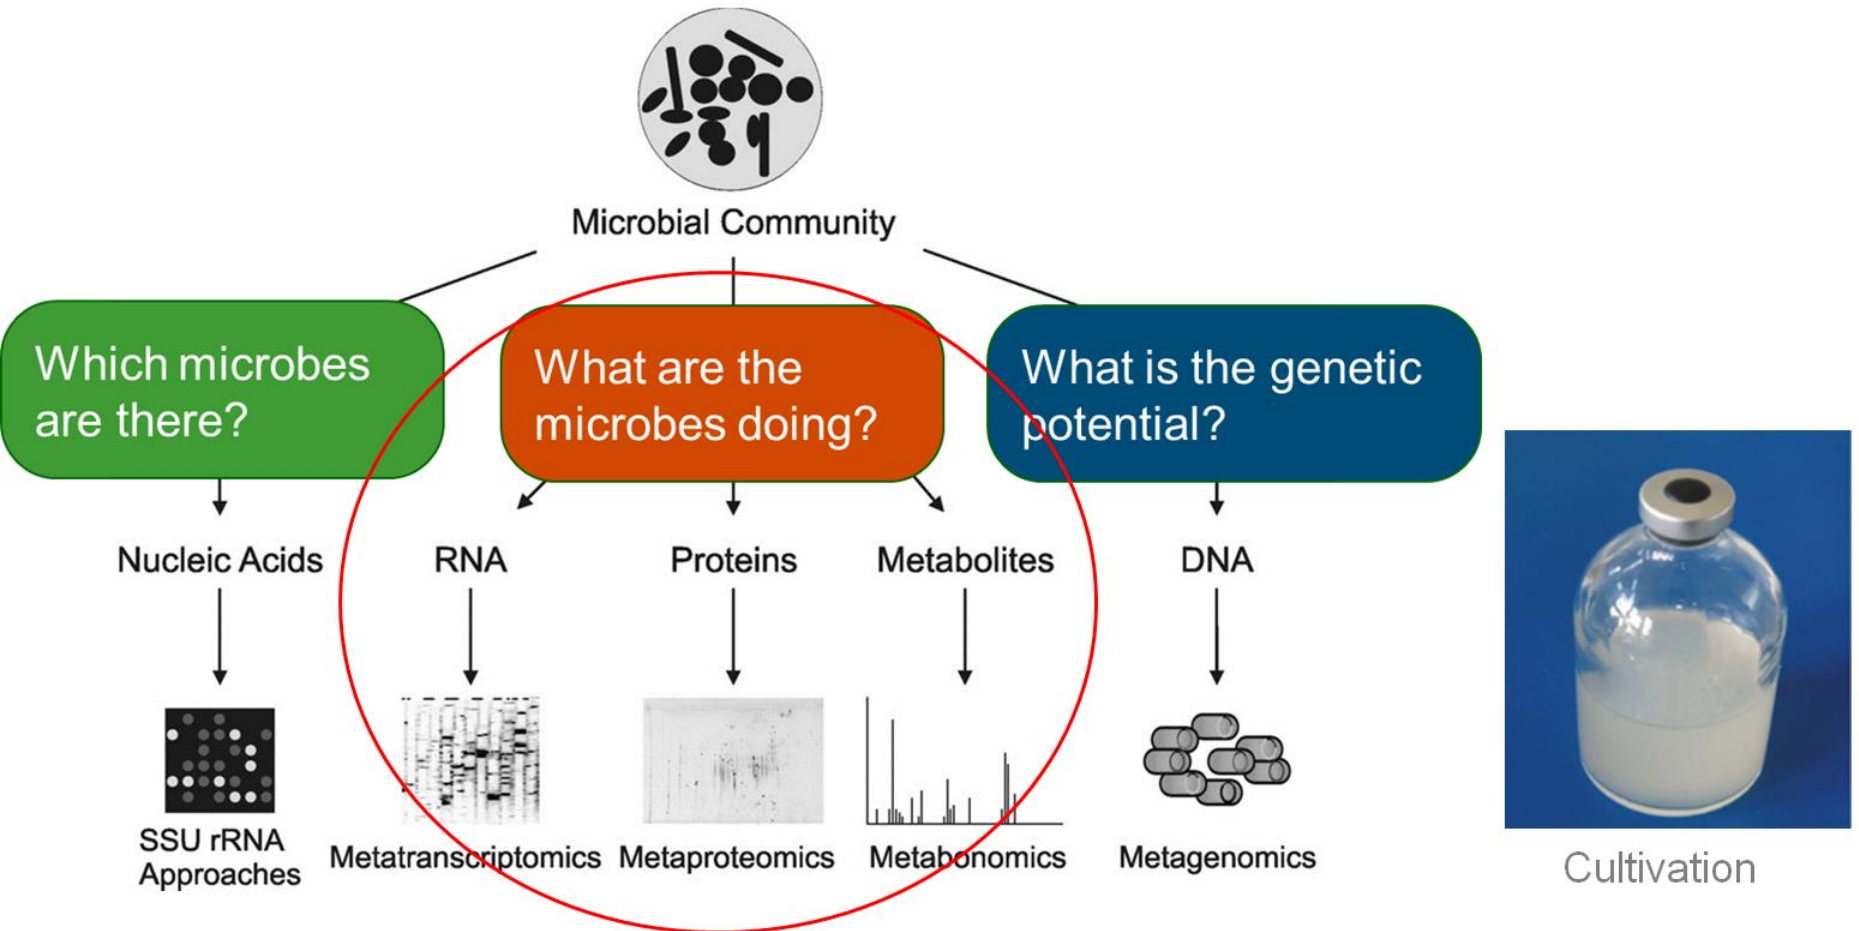 Microbial Community
Which microbes
are there?
What are the
microbes doing?
What is the genetic
potential?
Nucleic Acids
RNA
Proteins
Metabolites
DNA
SSU rRNA
Approaches
Metatranscriptomics
Metaproteomics
Metabonomics
Metagenomics
Cultivation